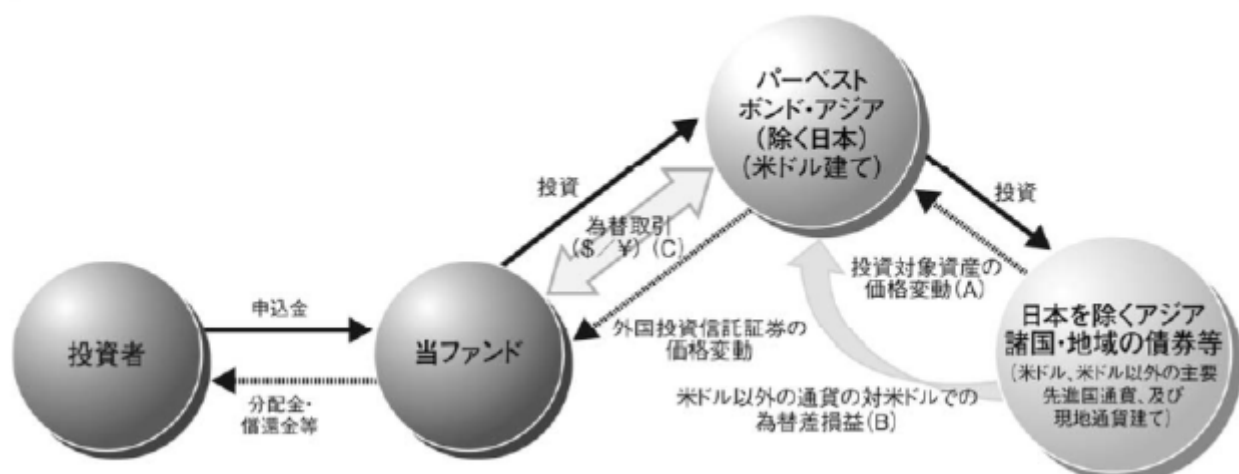 パーベスト
ボンド・アジア
(除く日本)
(米ドル建て)
投資
為替取引
($／¥)(C)
投資
投資対象資産の
価格変動(A)
投資者
申込金
分配金・
償還金等
当ファンド
外国投資信託証券の
価格変動
米ドル以外の通貨の対米ドルでの
為替差損益(B)
日本を除くアジア
諸国・地域の債券等
(米ドル、米ドル以外の主要
先進国通貨、及び
現地通貨建て)